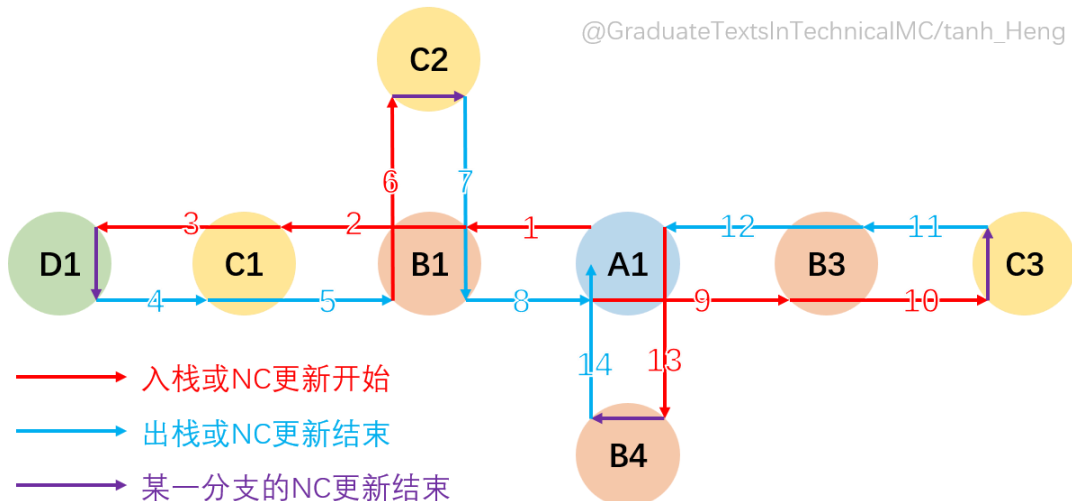 @GraduateTextsInTechnicalMC/tanh_Heng
C2
6 7
3 2 1 12 11
D1 C1 B1 A1 B3 C3
4 5 8 9 10
14 13
B4
入栈或NC更新开始
出栈或NC更新结束
某一分支的NC更新结束